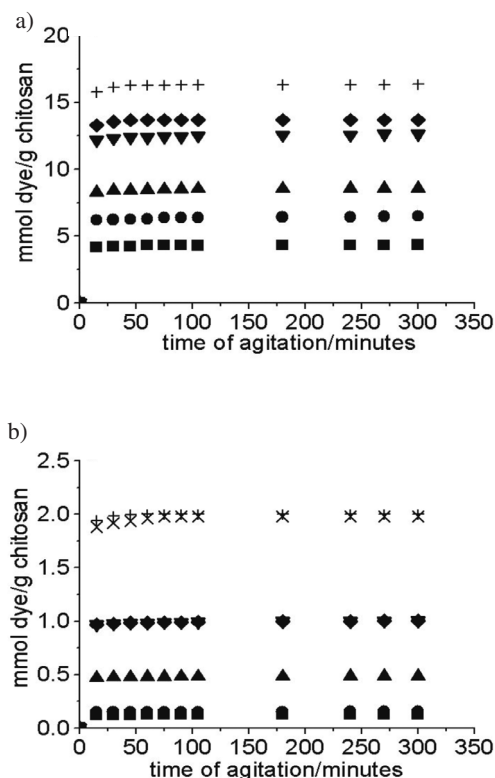 a)
mmol dye/g chitosan
20
15
10
5
0
0 50 100 150 200 250 300 350
time of agitation/minutes
b)
mmol dye/g chitosan
2.5
2.0
1.5
1.0
0.5
0.0
0 50 100 150 200 250 300 350
time of agitation/minutes